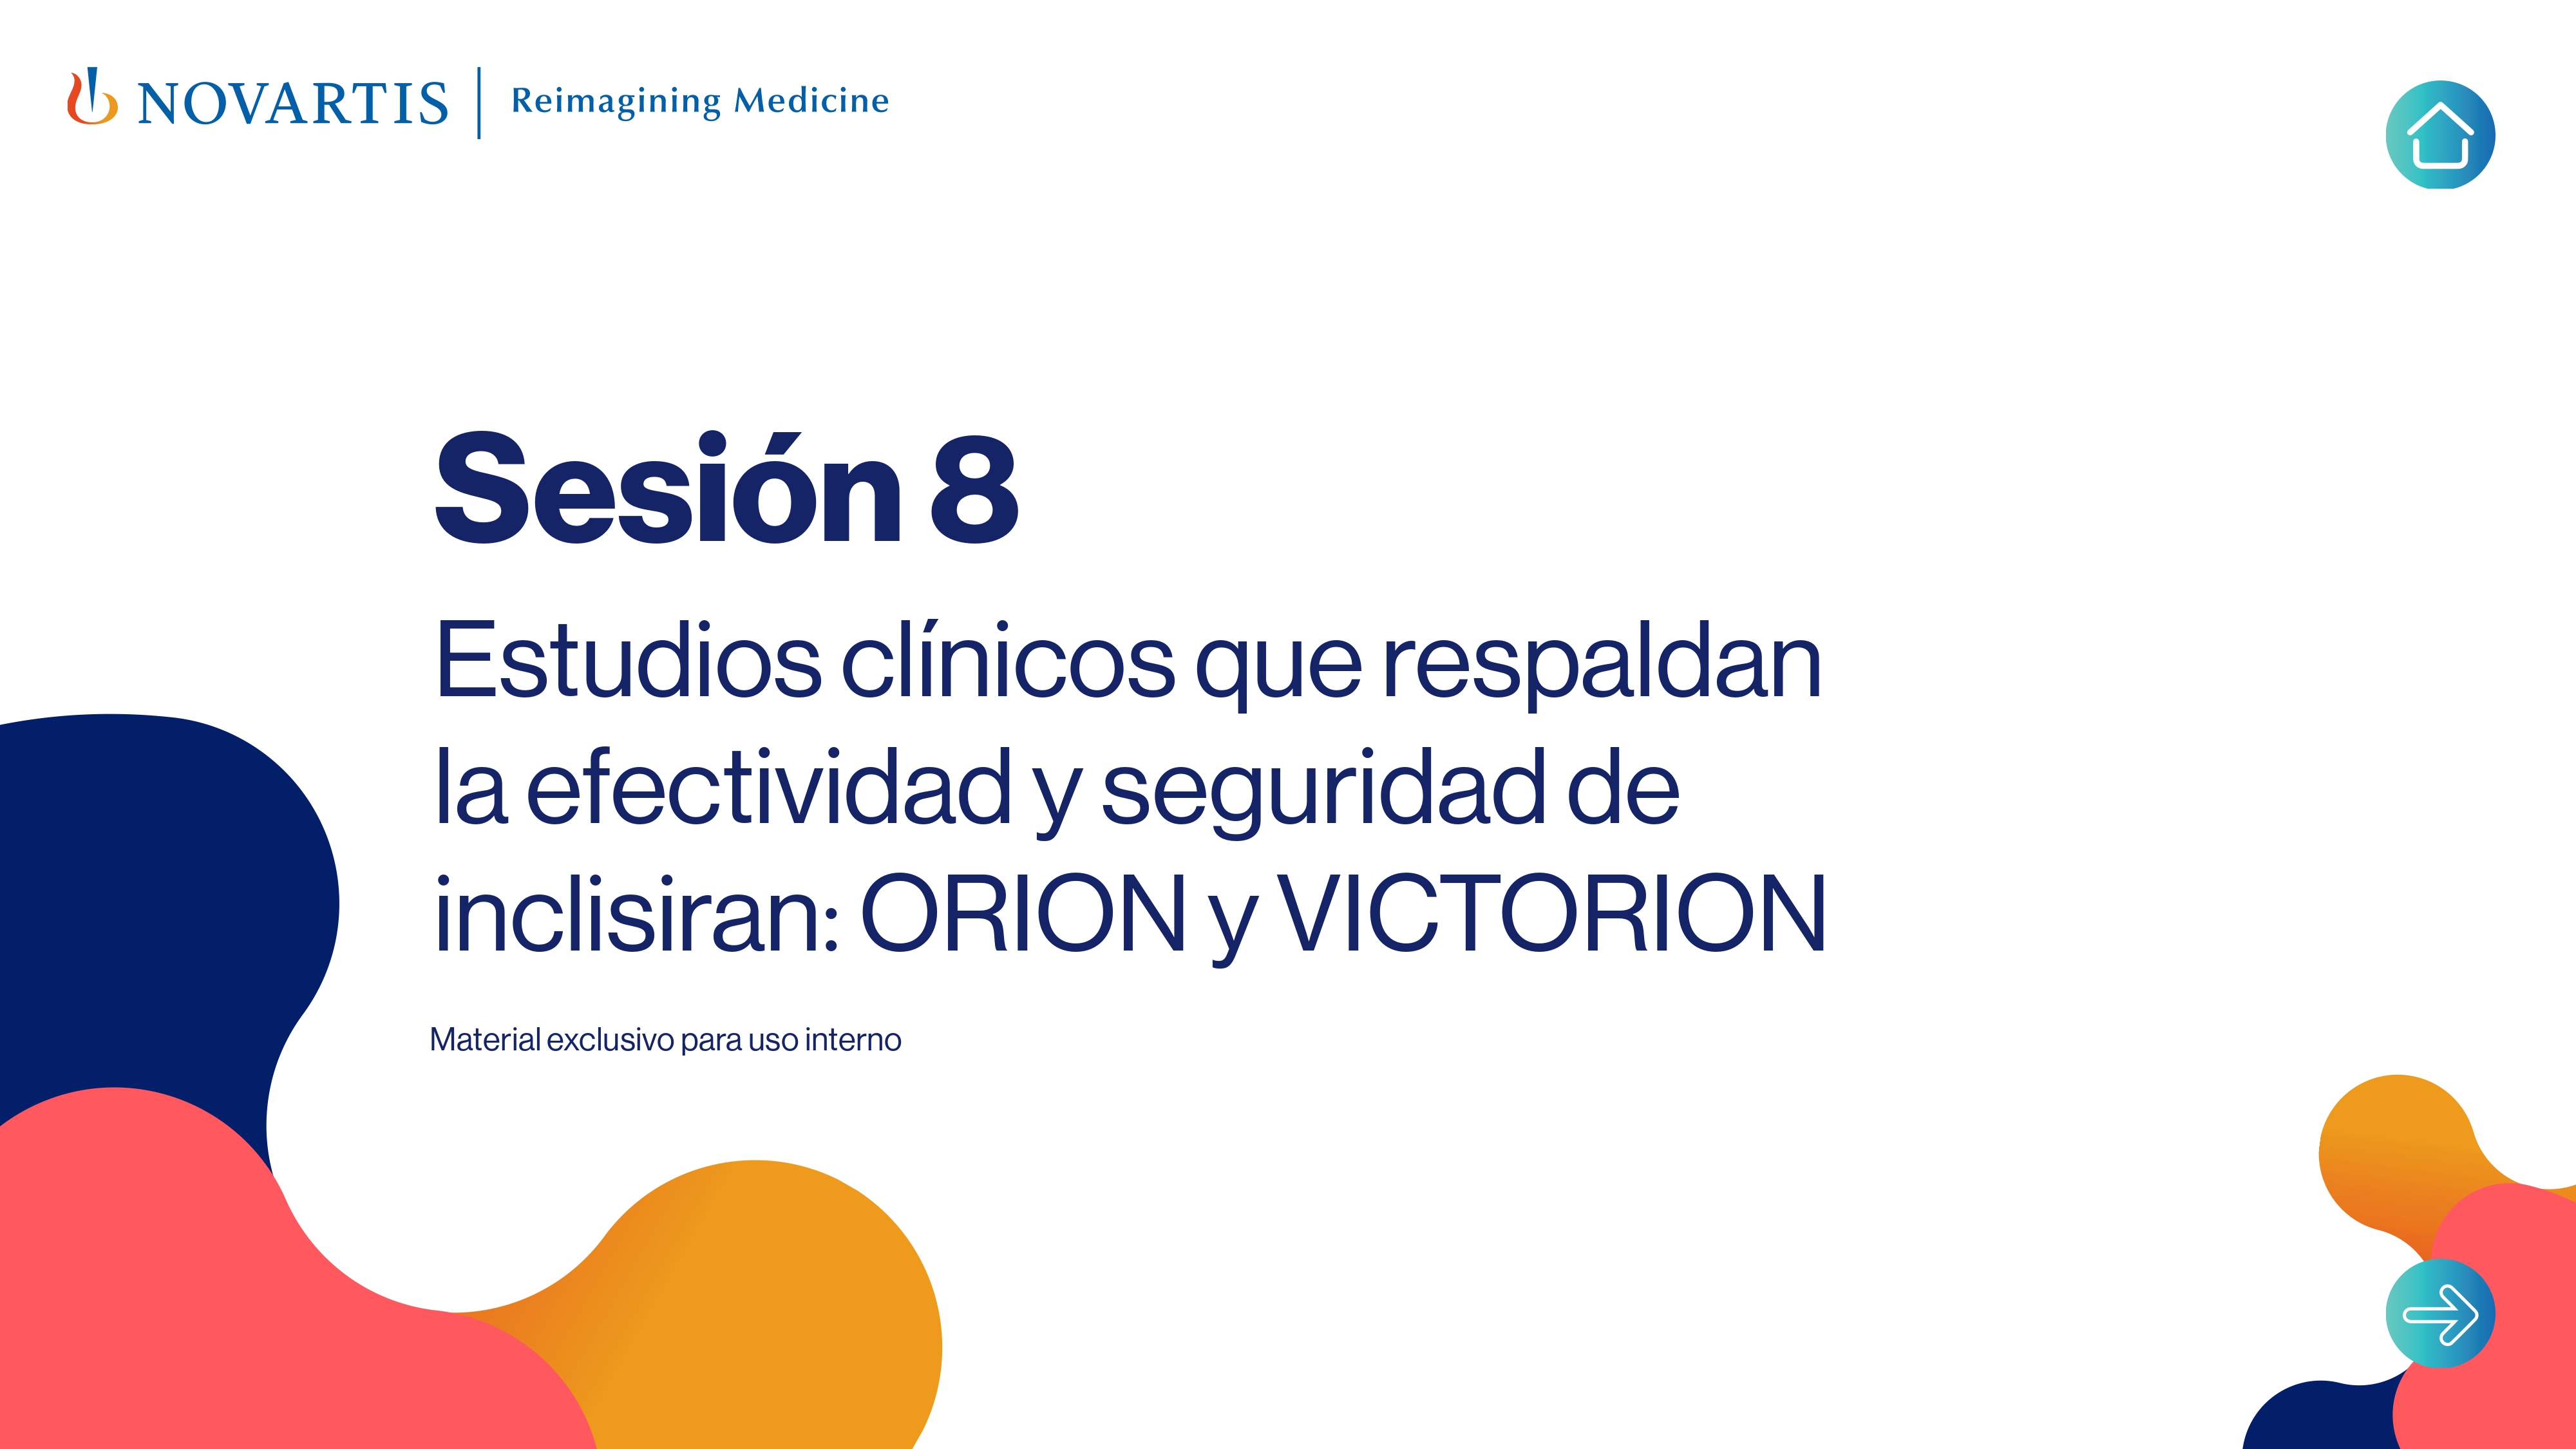 NOVARTIS | Reimagining Medicine
Sesión 8
Estudios clínicos que respaldan
la efectividad y seguridad de
inclisiran: ORION y VICTORION
Material exclusivo para uso interno